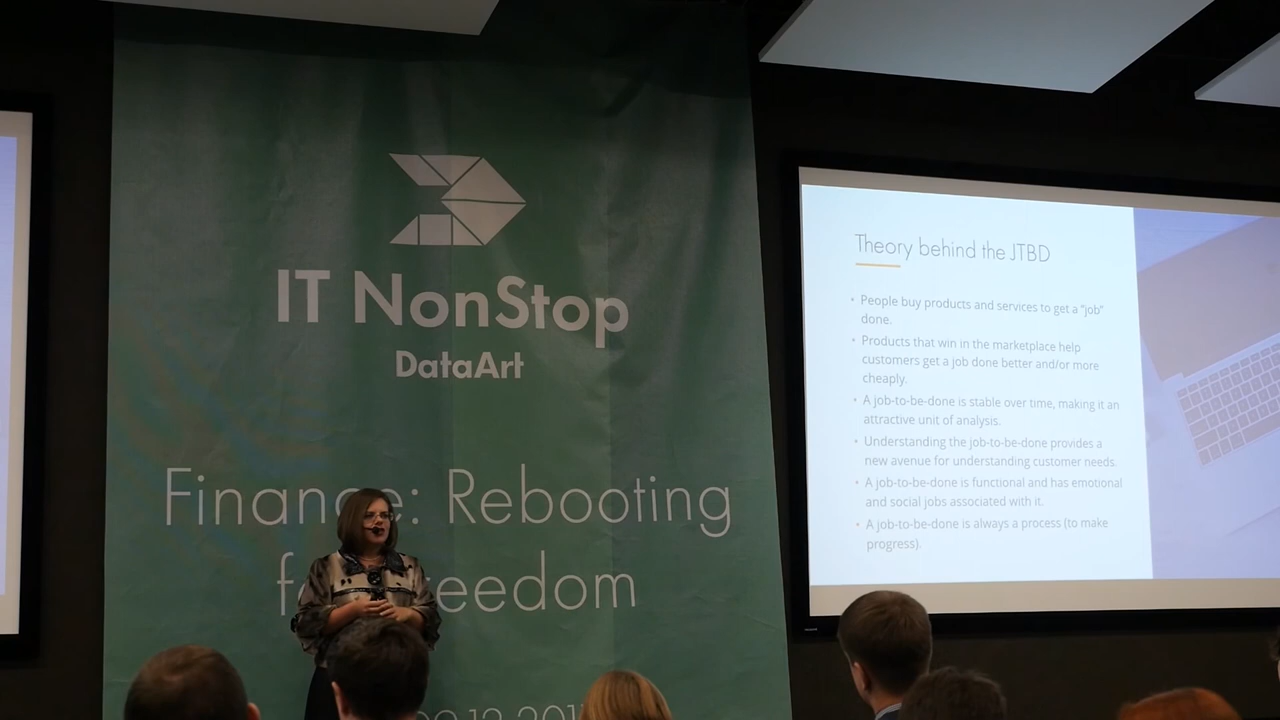 IT NonStop
DataArt
Finance: Rebooting
for Freedom
Theory behind the JTBD
• People buy products and services to get a "job"
done.
• Products that win in the marketplace help
customers get a job done better and/or more
cheaply.
• A job-to-be-done is stable over time, making it an
attractive unit of analysis.
• Understanding the job-to-be-done provides a
new avenue for understanding customer needs.
• A job-to-be-done is functional and has emotional
and social jobs associated with it.
• A job-to-be-done is always a process (to make
progress).